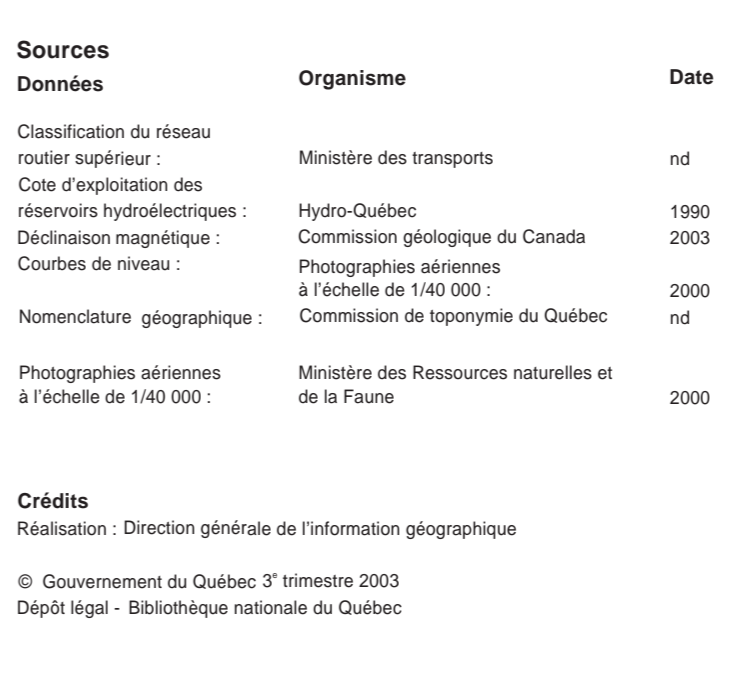 Sources
Données Organisme Date
Classification du réseau
routier supérieur : Ministère des transports nd
Cote d'exploitation des
réservoirs hydroélectriques : Hydro-Québec 1990
Déclinaison magnétique : Commission géologique du Canada 2003
Courbes de niveau : Photographies aériennes
à l'échelle de 1/40 000 : 2000
Nomenclature géographique : Commission de toponymie du Québec nd
Photographies aériennes Ministère des Ressources naturelles et
à l'échelle de 1/40 000 : de la Faune 2000
Crédits
Réalisation : Direction générale de l'information géographique
© Gouvernement du Québec 3e trimestre 2003
Dépôt légal - Bibliothèque nationale du Québec